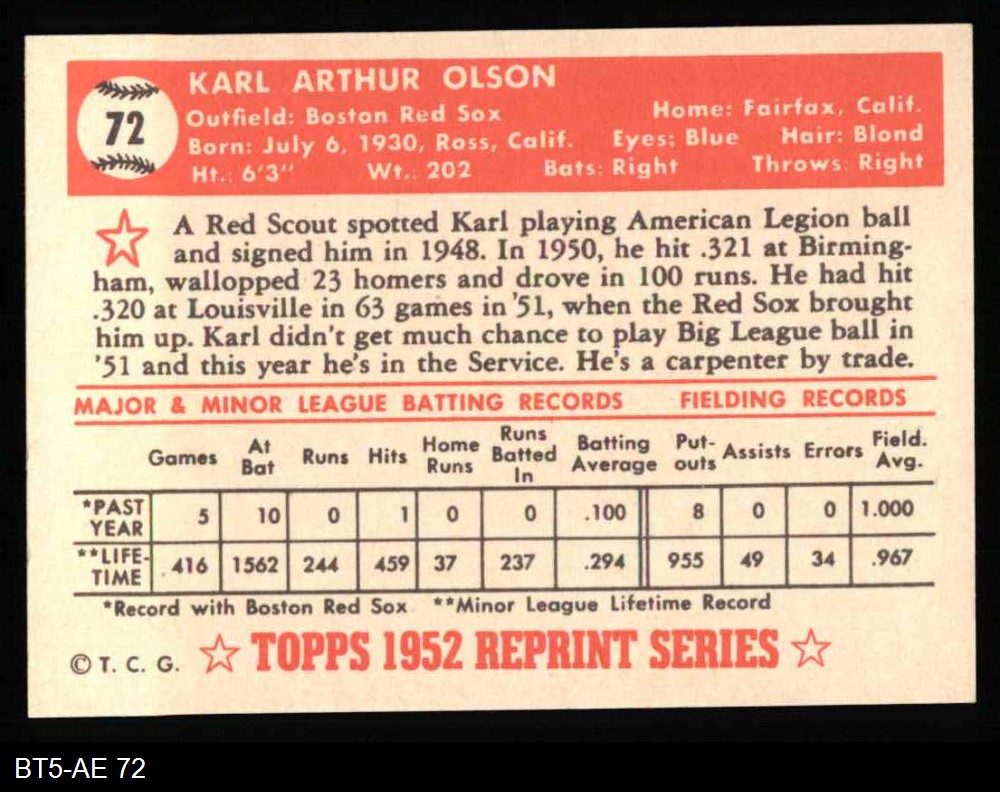 72
KARL ARTHUR OLSON
Outfield: Boston Red Sox Home: Fairfax, Calif.
Born: July 6, 1930, Ross, Calif. Eyes: Blue Hair: Blond
Ht.: 6'3" Wt.: 202 Bats: Right Throws: Right
A Red Scout spotted Karl playing American Legion ball
and signed him in 1948. In 1950, he hit .321 at Birming-
ham, wallopped 23 homers and drove in 100 runs. He had hit
.320 at Louisville in 63 games in '51, when the Red Sox brought
him up. Karl didn't get much chance to play Big League ball in
'51 and this year he's in the Service. He's a carpenter by trade.
MAJOR & MINOR LEAGUE BATTING RECORDS FIELDING RECORDS
Games At Bat Runs Hits Home Runs Runs Batted In Batting Average Put-outs Assists Errors Field. Avg.
*PAST YEAR 5 10 0 1 0 0 .100 8 0 0 1.000
**LIFE-TIME 416 1562 244 459 37 237 .294 955 49 34 .967
*Record with Boston Red Sox **Minor League Lifetime Record
© T. C. G. TOPPS 1952 REPRINT SERIES
BT5-AE 72